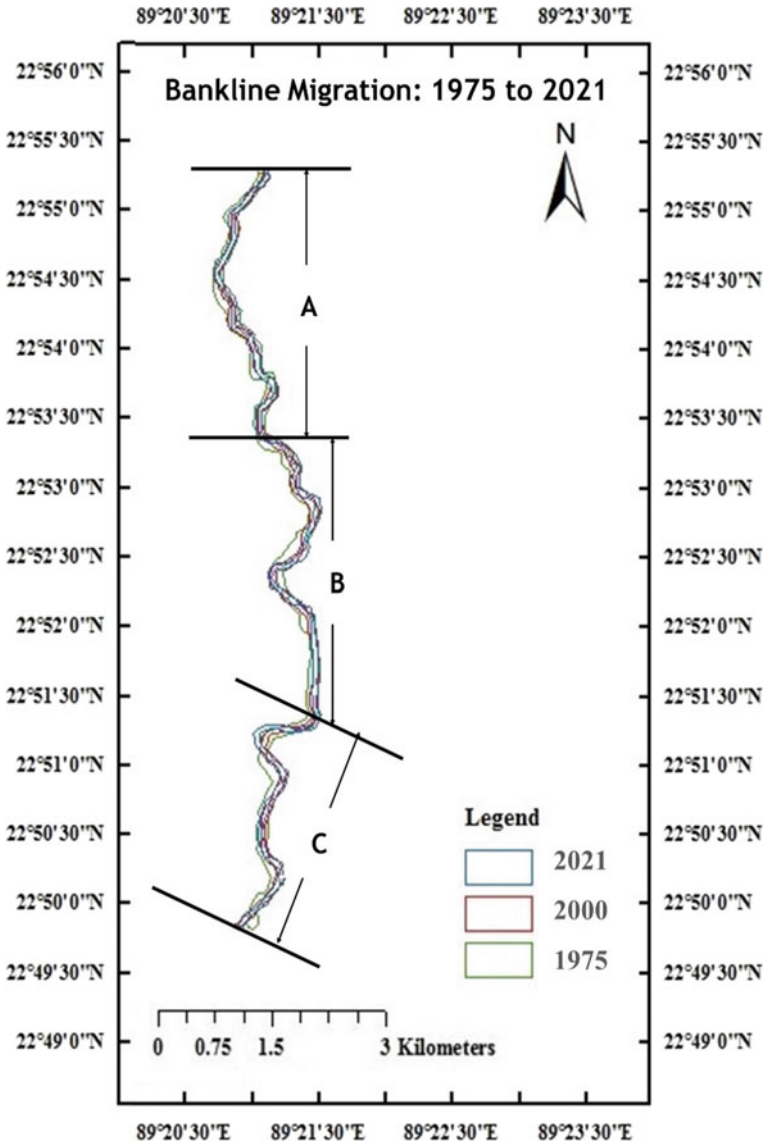 89°20'30"E 89°21'30"E 89°22'30"E 89°23'30"E
Bankline Migration: 1975 to 2021
N
22°56'0"N 22°56'0"N
22°55'30"N 22°55'30"N
22°55'0"N 22°55'0"N
22°54'30"N 22°54'30"N
A
22°54'0"N 22°54'0"N
22°53'30"N 22°53'30"N
22°53'0"N 22°53'0"N
22°52'30"N 22°52'30"N
B
22°52'0"N 22°52'0"N
22°51'30"N 22°51'30"N
22°51'0"N 22°51'0"N
22°50'30"N 22°50'30"N
C
22°50'0"N 22°50'0"N
22°49'30"N 22°49'30"N
22°49'0"N 22°49'0"N
Legend
2021
2000
1975
0 0.75 1.5 3 Kilometers
89°20'30"E 89°21'30"E 89°22'30"E 89°23'30"E